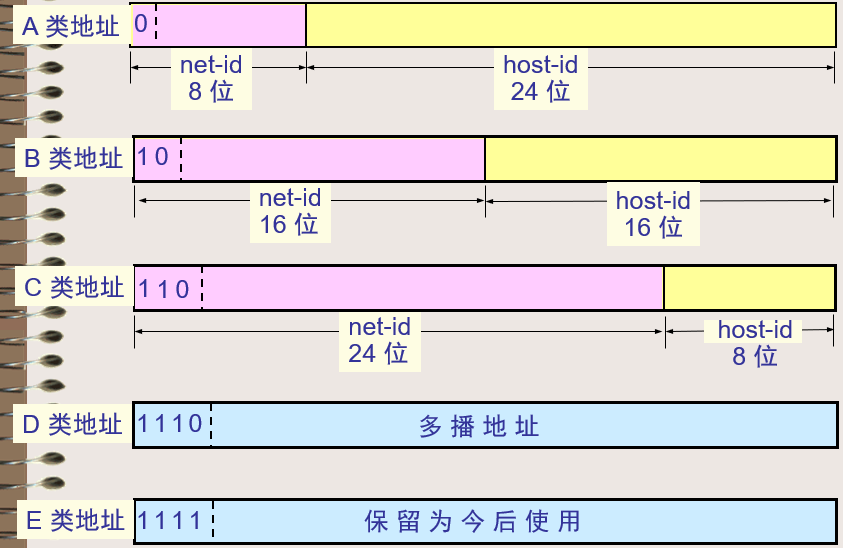 A 类地址
0
net-id
8 位
host-id
24 位
B 类地址
1 0
net-id
16 位
host-id
16 位
C 类地址
1 1 0
net-id
24 位
host-id
8 位
D 类地址
1 1 1 0
多 播 地 址
E 类地址
1 1 1 1
保 留 为 今 后 使 用